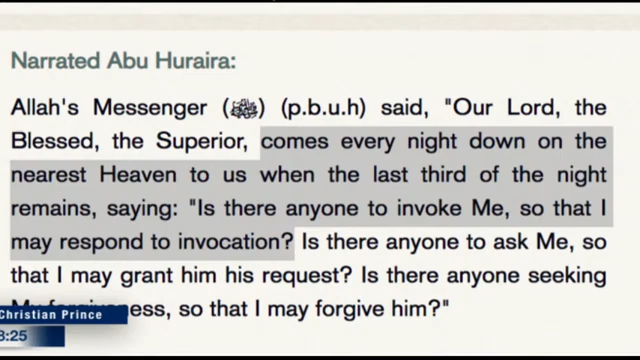 Narrated Abu Huraira:
Allah's Messenger (ﷺ) (p.b.u.h) said, "Our Lord, the
Blessed, the Superior, comes every night down on the
nearest Heaven to us when the last third of the night
remains, saying: "Is there anyone to invoke Me, so that I
may respond to invocation? Is there anyone to ask Me, so
that I may grant him his request? Is there anyone seeking
My forgiveness, so that I may forgive him?"
Christian Prince
8:25